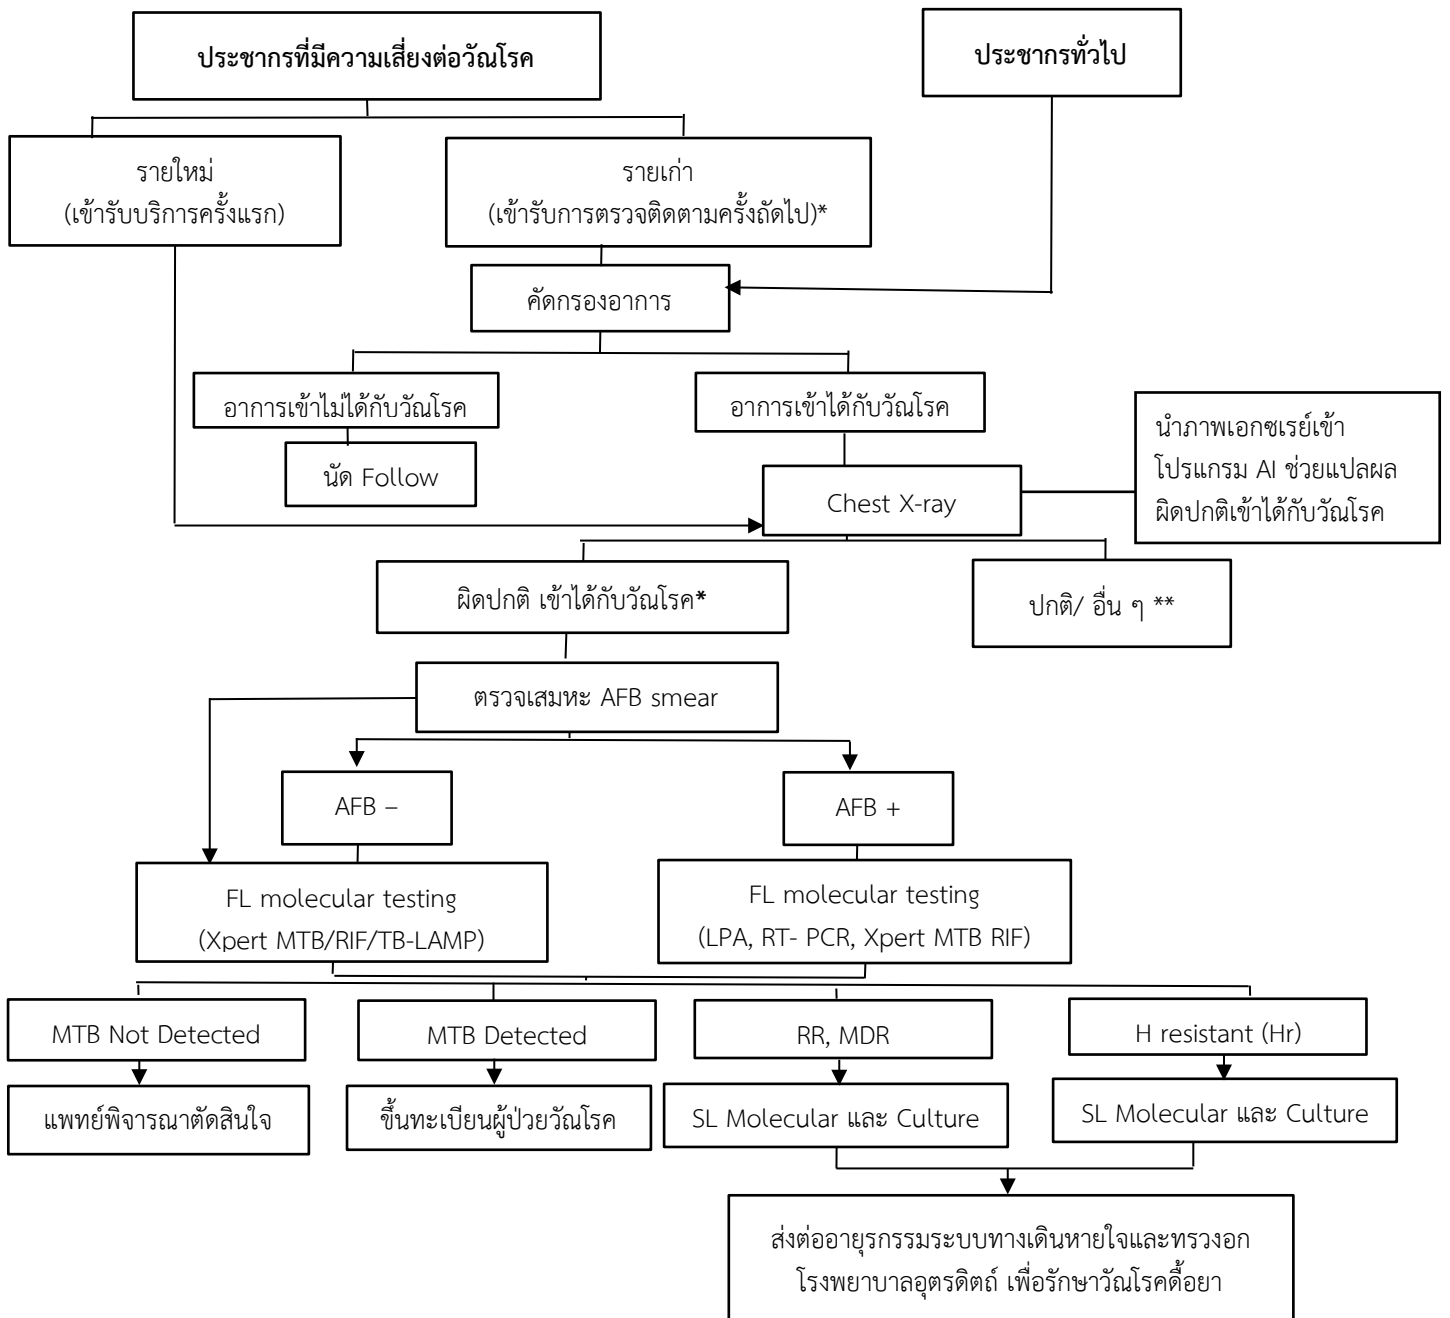 ประชากรที่มีความเสี่ยงต่อวัณโรค
ประชากรทั่วไป
รายใหม่
(เข้ารับบริการครั้งแรก)
รายเก่า
(เข้ารับการตรวจติดตามครั้งถัดไป)*
คัดกรองอาการ
อาการเข้าไม่ได้กับวัณโรค
อาการเข้าได้กับวัณโรค
นัด Follow
Chest X-ray
นำภาพเอกซเรย์เข้า
โปรแกรม AI ช่วยแปลผล
ผิดปกติเข้าได้กับวัณโรค
ผิดปกติ เข้าได้กับวัณโรค*
ปกติ/ อื่น ๆ **
ตรวจเสมหะ AFB smear
AFB –
AFB +
FL molecular testing
(Xpert MTB/RIF/TB-LAMP)
FL molecular testing
(LPA, RT- PCR, Xpert MTB RIF)
MTB Not Detected
MTB Detected
RR, MDR
H resistant (Hr)
แพทย์พิจารณาตัดสินใจ
ขึ้นทะเบียนผู้ป่วยวัณโรค
SL Molecular และ Culture
SL Molecular และ Culture
ส่งต่ออายุรกรรมระบบทางเดินหายใจและทรวงอก
โรงพยาบาลอุตรดิตถ์ เพื่อรักษาวัณโรคดื้อยา